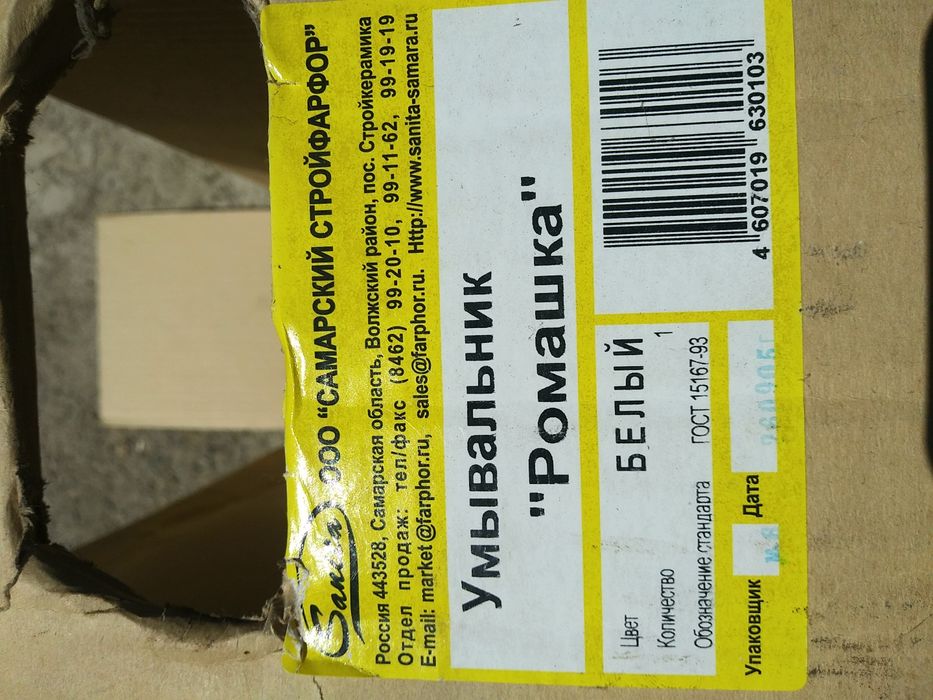 Sanita ООО “САМАРСКИЙ СТРОЙФАРФОР”
Россия 443528, Самарская область, Волжский район, пос. Стройкерамика
Отдел продаж: тел/факс (8462) 99-20-10, 99-11-62, 99-19-19
E-mail: market@farphor.ru, sales@farphor.ru. Http://www.sanita-samara.ru
Умывальник
"Ромашка"
Цвет БЕЛЫЙ
Количество 1
Обозначение стандарта ГОСТ 15167-93
Упаковщик Дата
4 607019 630103